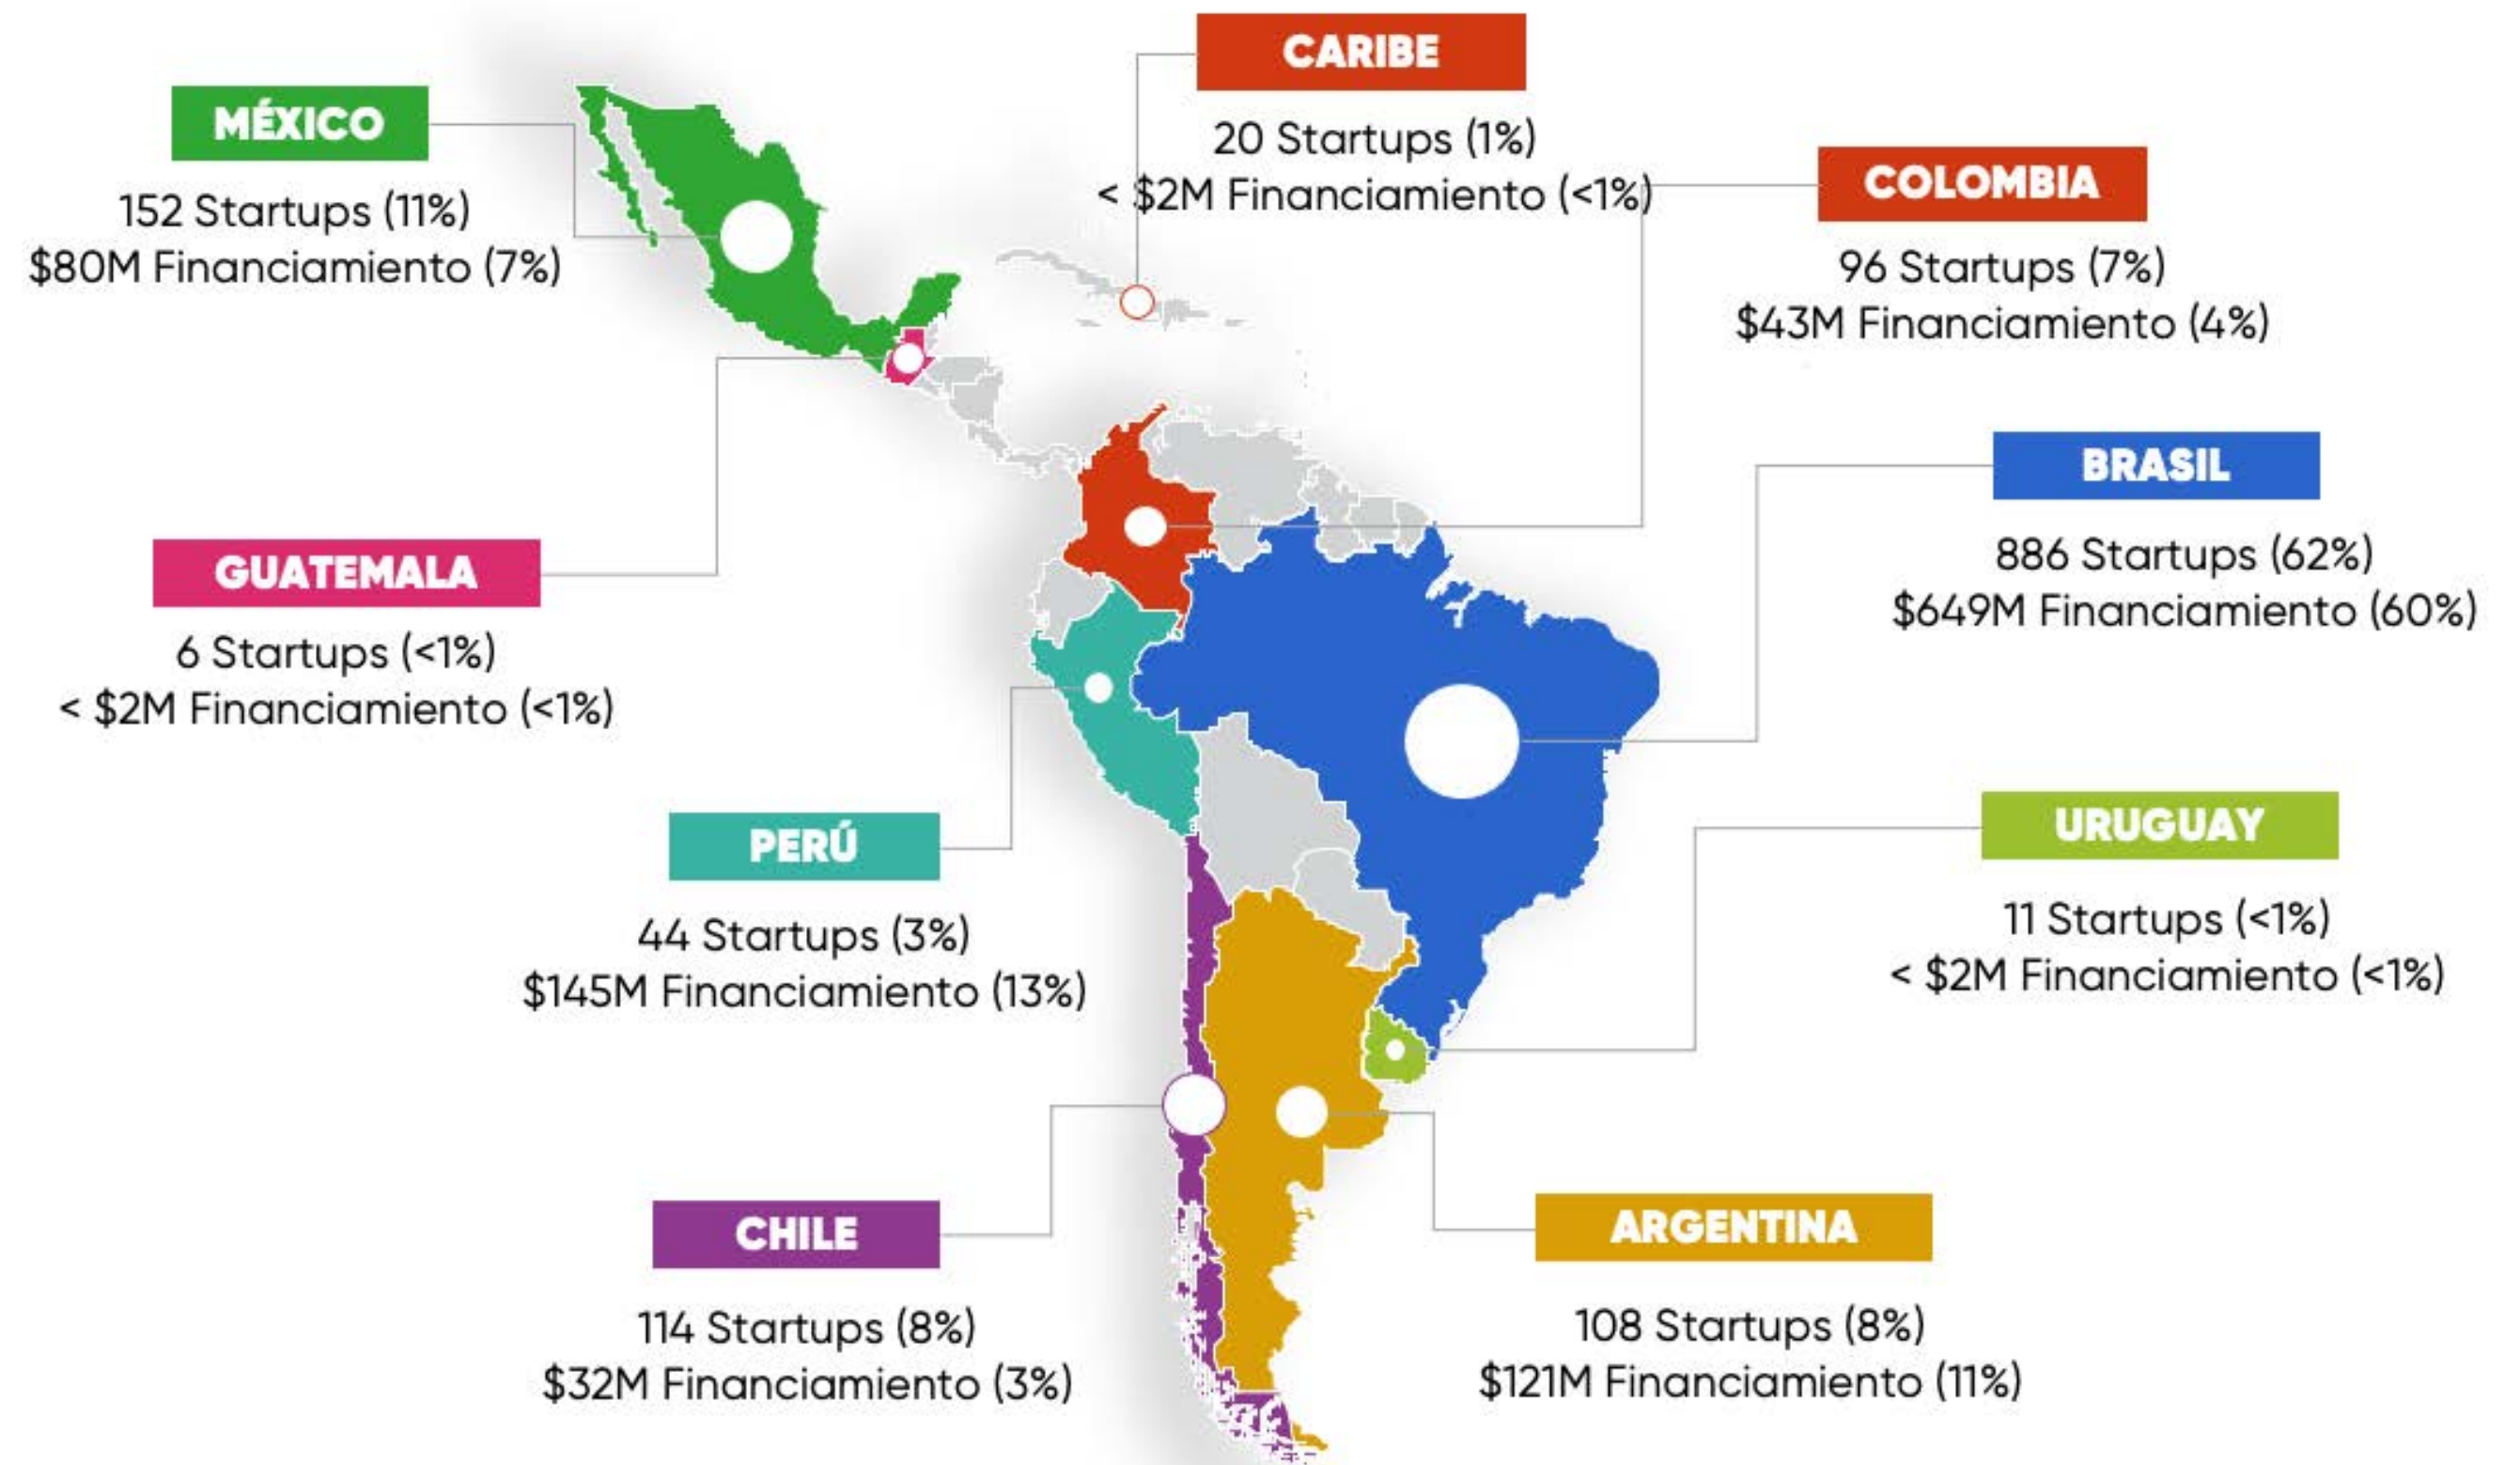 MÉXICO
152 Startups (11%)
$80M Financiamiento (7%)
CARIBE
20 Startups (1%)
< $2M Financiamiento (<1%)
COLOMBIA
96 Startups (7%)
$43M Financiamiento (4%)
GUATEMALA
6 Startups (<1%)
< $2M Financiamiento (<1%)
BRASIL
886 Startups (62%)
$649M Financiamiento (60%)
PERÚ
44 Startups (3%)
$145M Financiamiento (13%)
URUGUAY
11 Startups (<1%)
< $2M Financiamiento (<1%)
CHILE
114 Startups (8%)
$32M Financiamiento (3%)
ARGENTINA
108 Startups (8%)
$121M Financiamiento (11%)